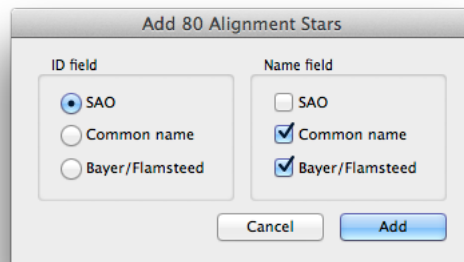 Add 80 Alignment Stars
ID field
SAO
Common name
Bayer/Flamsteed
Name field
SAO
Common name
Bayer/Flamsteed
Cancel
Add